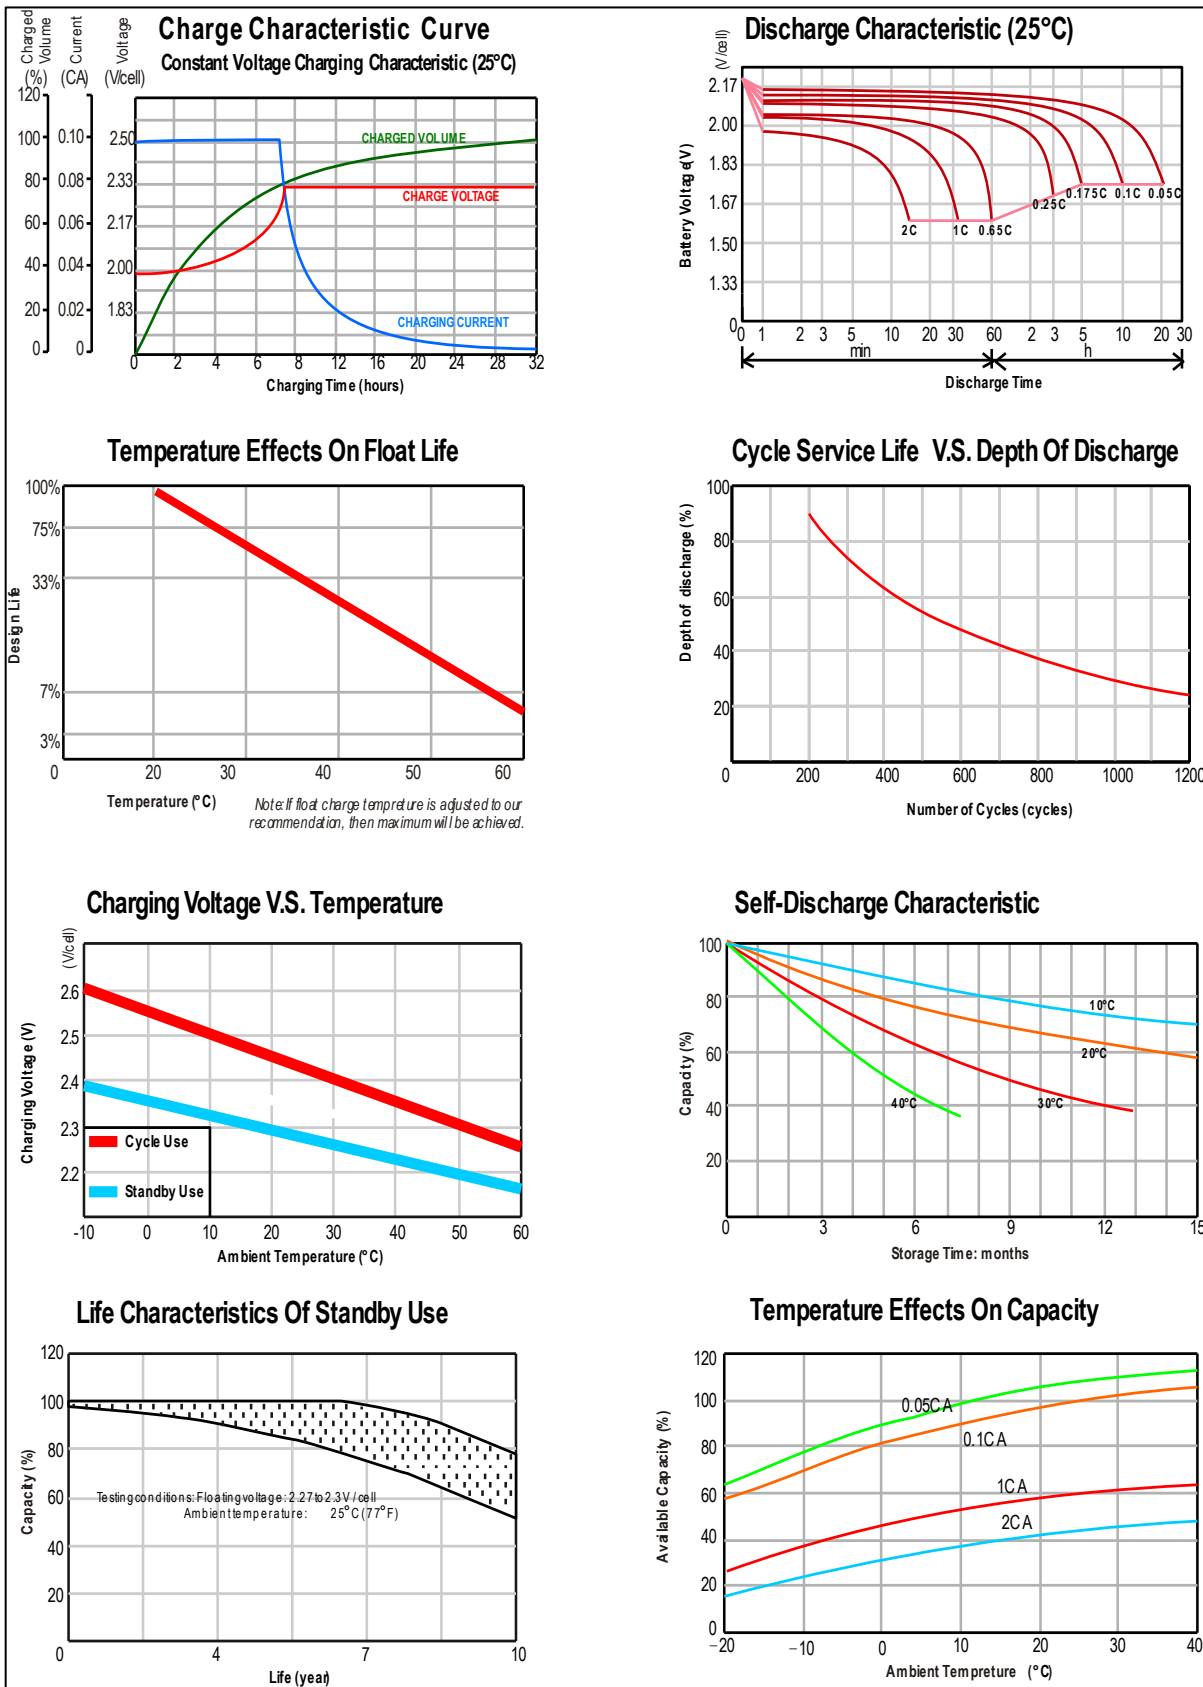 Charge Characteristic Curve
Constant Voltage Charging Characteristic (25°C)
Charged Volume (%)
Current (CA)
Voltage (V/cell)
120
100 0.10 2.50
80 0.08 2.33
60 0.06 2.17
40 0.04 2.00
20 0.02 1.83
0 0
CHARGED VOLUME
CHARGE VOLTAGE
CHARGING CURRENT
0 2 4 6 8 12 16 20 24 28 32
Charging Time (hours)
Discharge Characteristic (25°C)
(V/cell)
Battery Voltage(V)
2.17
2.00
1.83
1.67
1.50
1.33
0
2C 1C 0.65C 0.25C 0.175C 0.1C 0.05C
0 1 2 3 5 10 20 30 60 2 3 5 10 20 30
min h
Discharge Time
Temperature Effects On Float Life
Design Life
100%
75%
33%
7%
3%
0 20 30 40 50 60
Temperature (°C)
Note:If float charge tempreture is adjusted to our
recommendation, then maximum will be achieved.
Cycle Service Life V.S. Depth Of Discharge
Depth of discharge (%)
100
80
60
40
20
0 200 400 600 800 1000 1200
Number of Cycles (cycles)
Charging Voltage V.S. Temperature
(V/cell)
Charging Voltage (V)
2.6
2.5
2.4
2.3
2.2
Cycle Use
Standby Use
-10 0 10 20 30 40 50 60
Ambient Temperature (°C)
Self-Discharge Characteristic
Capacity (%)
100
80
60
40
20
10°C
20°C
30°C
40°C
0 3 6 9 12 15
Storage Time: months
Life Characteristics Of Standby Use
Capacity (%)
120
100
80
60
40
20
Testing conditions: Floating voltage: 2.27 to 2.3 V / cell
Ambient temperature: 25°C (77°F)
0 4 7 10
Life (year)
Temperature Effects On Capacity
Available Capacity (%)
120
100
80
60
40
20
0
0.05CA
0.1CA
1CA
2CA
−20 −10 0 10 20 30 40
Ambient Tempreture (°C)